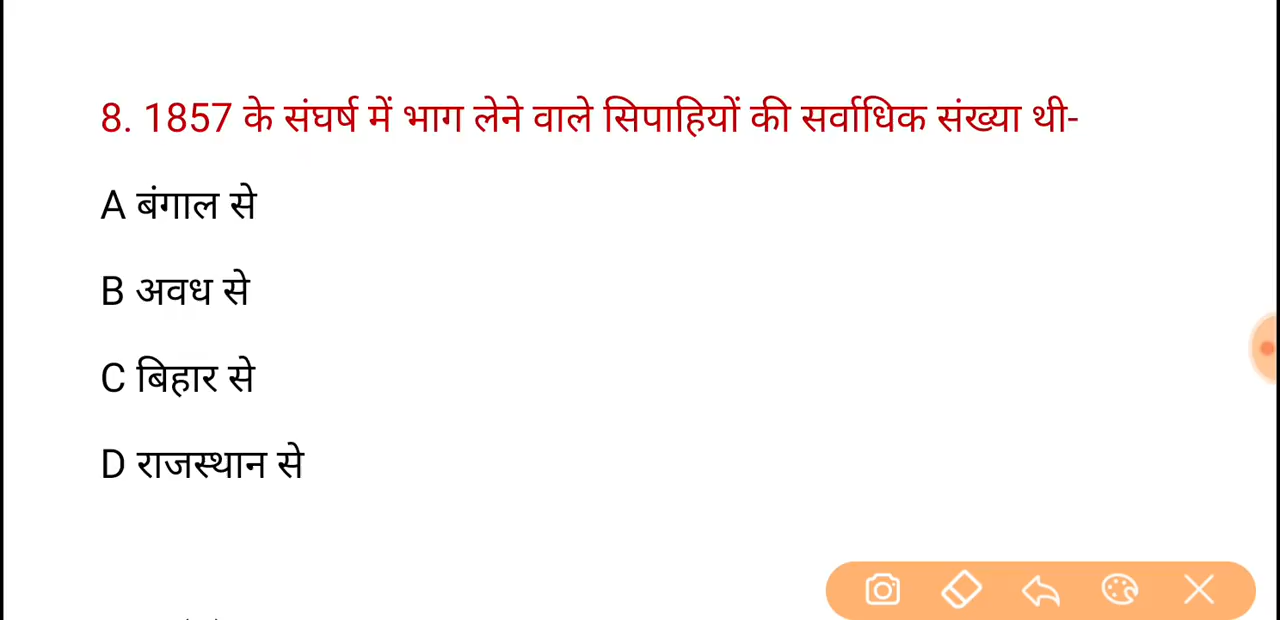 8. 1857 के संघर्ष में भाग लेने वाले सिपाहियों की सर्वाधिक संख्या थी-
A बंगाल से
B अवध से
C बिहार से
D राजस्थान से